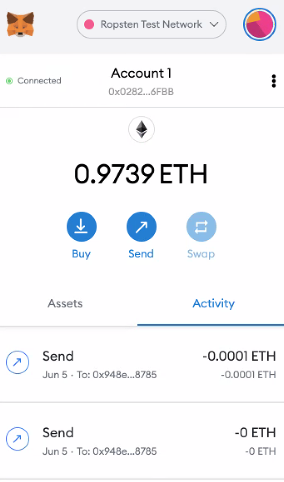 Ropsten Test Network
Connected
Account 1
0x0282...6FBB
0.9739 ETH
Buy
Send
Swap
Assets
Activity
Send
-0.0001 ETH
Jun 5 · To: 0x948e...8785
-0.0001 ETH
Send
-0 ETH
Jun 5 · To: 0x948e...8785
-0 ETH